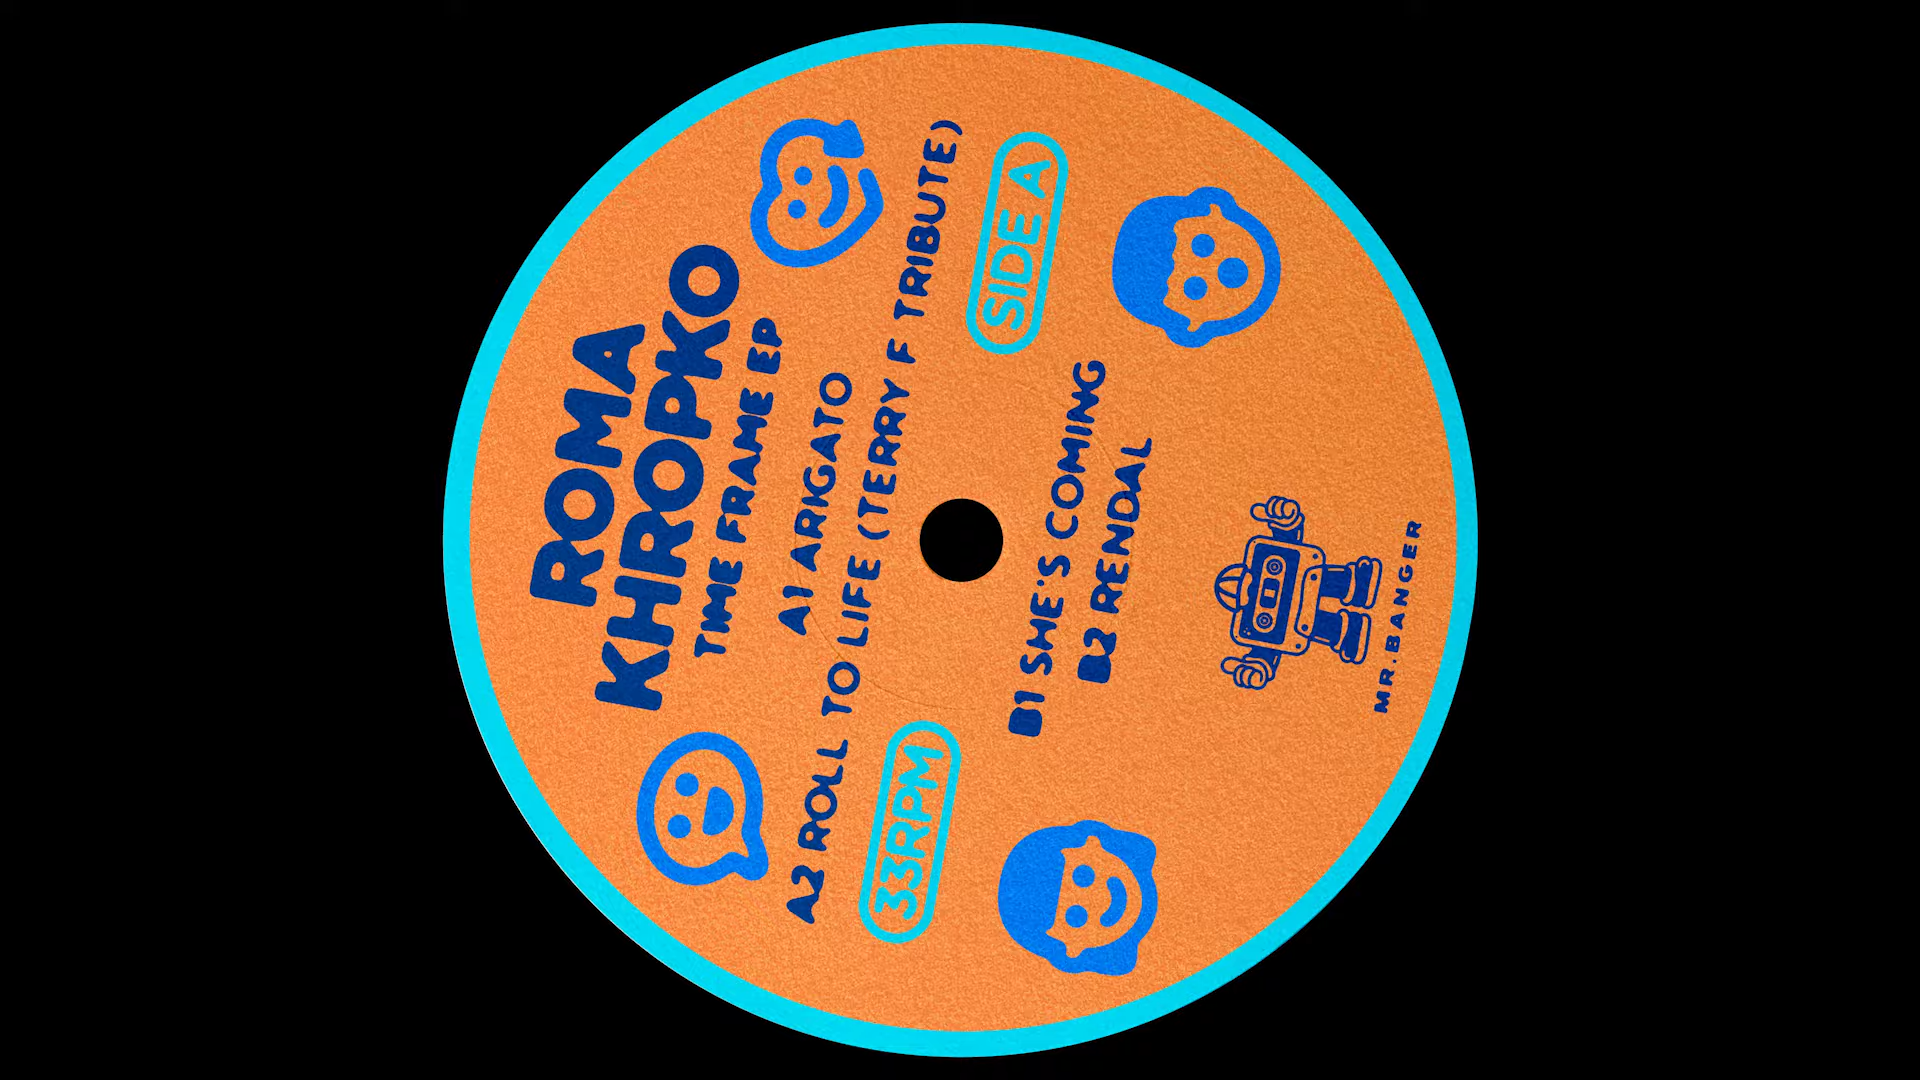 ROMA
KHROPKO
TIME FRAME EP
A1 ARIGATO
A2 ROLL TO LIFE (TERRY F TRIBUTE)
33RPM
SIDE A
B1 SHE'S COMING
B2 RENDAL
MR.BANGER